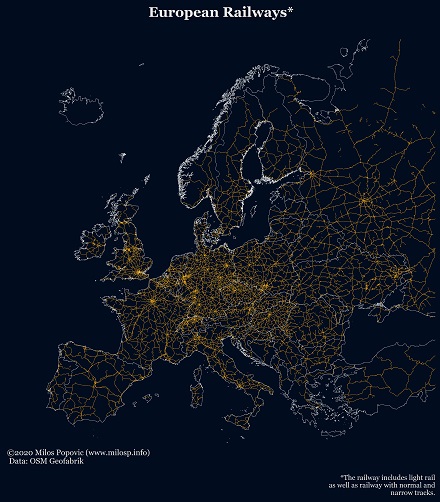 European Railways*
©2020 Milos Popovic (www.milosp.info)
Data: OSM Geofabrik
*The railway includes light rail
as well as railway with normal and
narrow tracks.